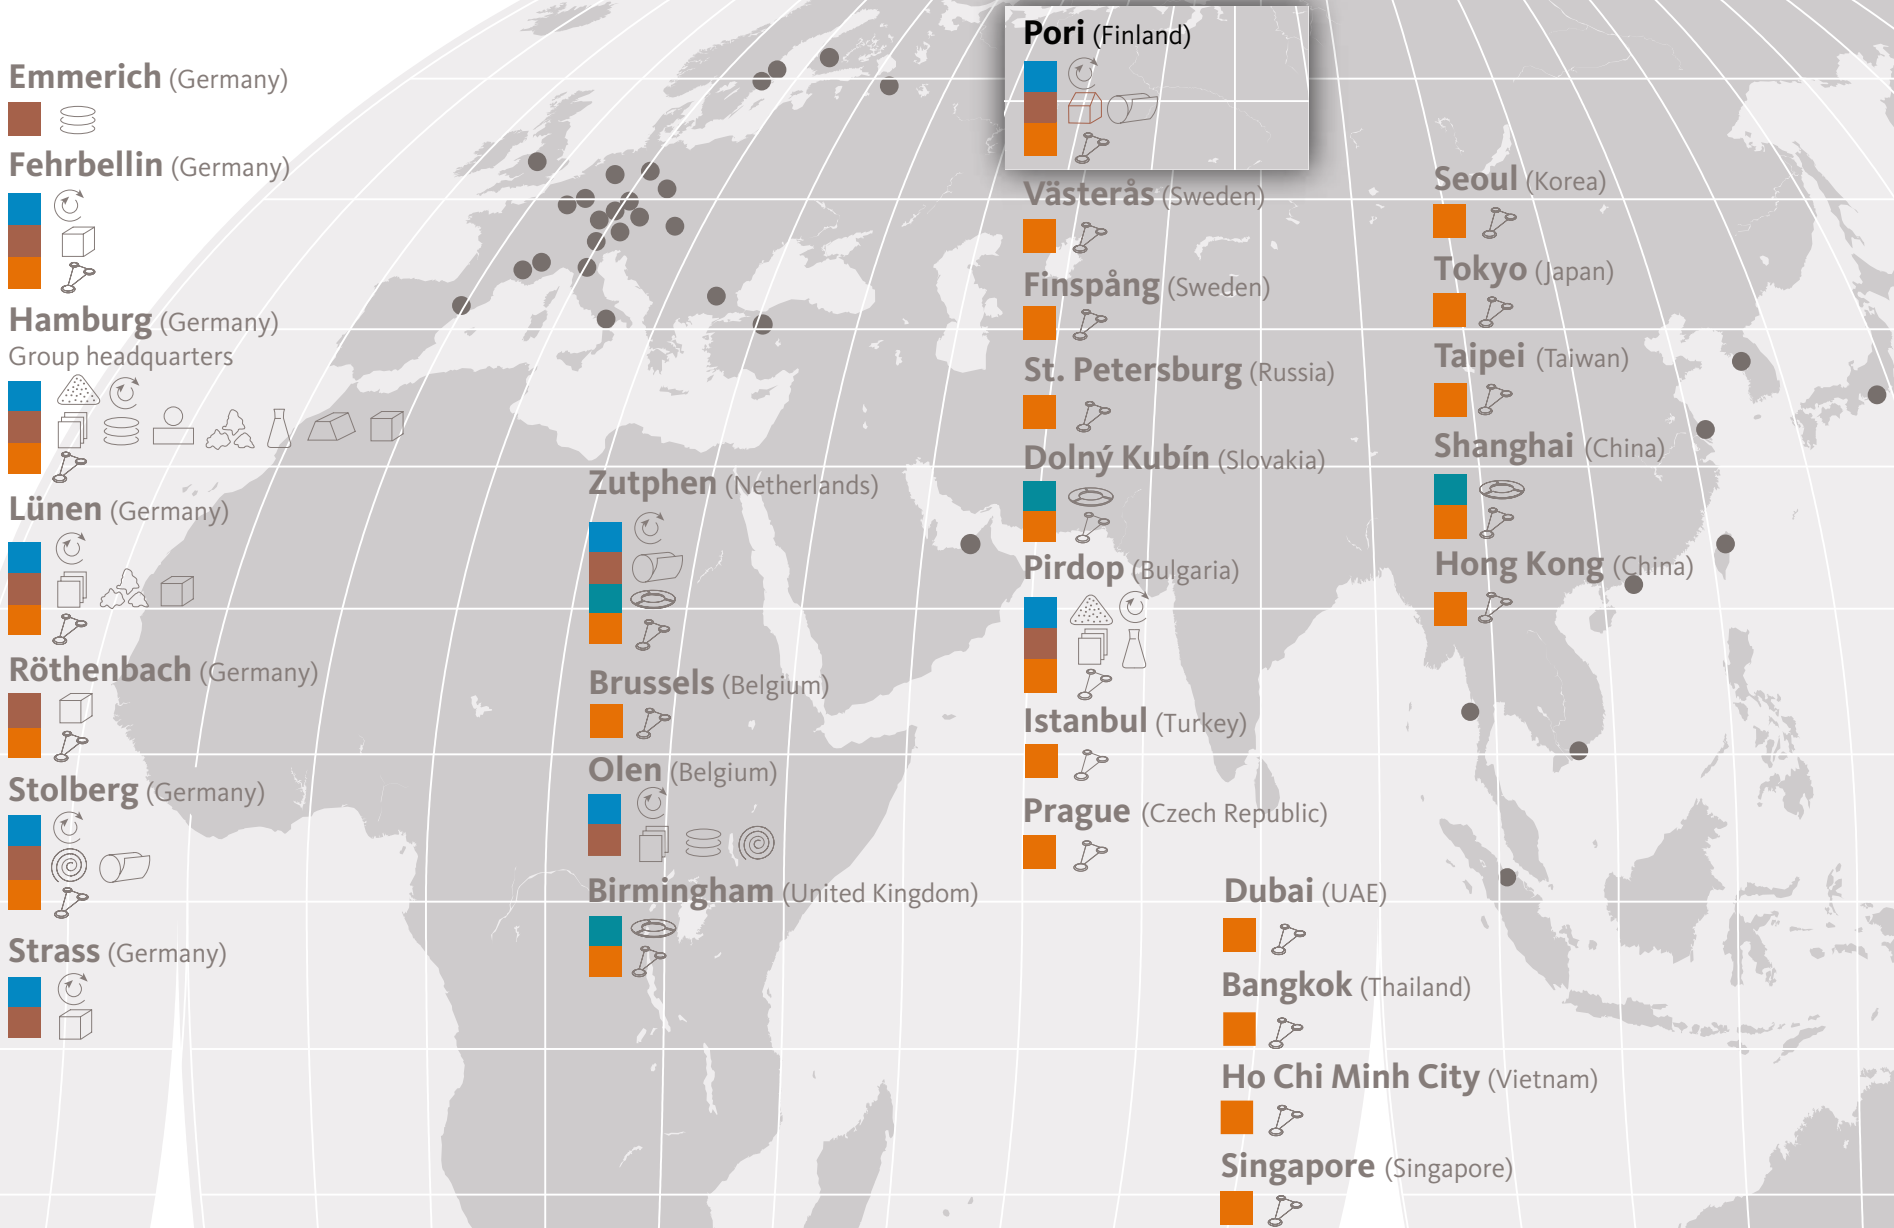 Emmerich (Germany)
Fehrbellin (Germany)
Hamburg (Germany)
Group headquarters
Lünen (Germany)
Röthenbach (Germany)
Stolberg (Germany)
Strass (Germany)
Zutphen (Netherlands)
Brussels (Belgium)
Olen (Belgium)
Birmingham (United Kingdom)
Pori (Finland)
Västerås (Sweden)
Finspång (Sweden)
St. Petersburg (Russia)
Dolný Kubín (Slovakia)
Pirdop (Bulgaria)
Istanbul (Turkey)
Prague (Czech Republic)
Dubai (UAE)
Bangkok (Thailand)
Ho Chi Minh City (Vietnam)
Singapore (Singapore)
Seoul (Korea)
Tokyo (Japan)
Taipei (Taiwan)
Shanghai (China)
Hong Kong (China)